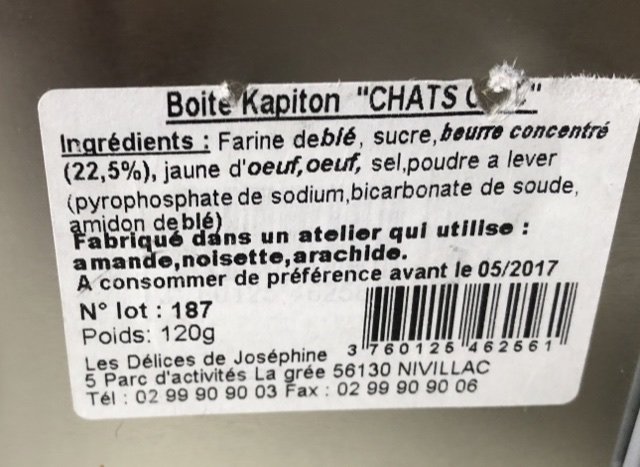 Boite Kapiton "CHATS
Ingrédients : Farine deblé, sucre,beurre concentré
(22,5%), jaune d'oeuf,oeuf, sel,poudre a lever
(pyrophosphate de sodium,bicarbonate de soude,
amidon deblé)
Fabriqué dans un atelier qui utilise :
amande,noisette,arachide.
A consommer de préférence avant le 05/2017
N° lot : 187
Poids: 120g
3 760125 462561
Les Délices de Joséphine
5 Parc d'activités La grée 56130 NIVILLAC
Tél : 02 99 90 90 03 Fax : 02 99 90 90 06